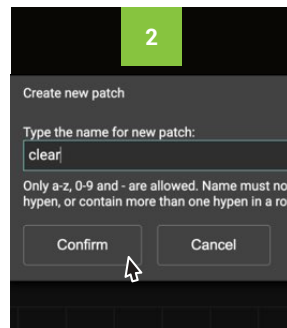 2
Create new patch
Type the name for new patch:
clear
Only a-z, 0-9 and - are allowed. Name must no
hypen, or contain more than one hypen in a ro
Confirm
Cancel